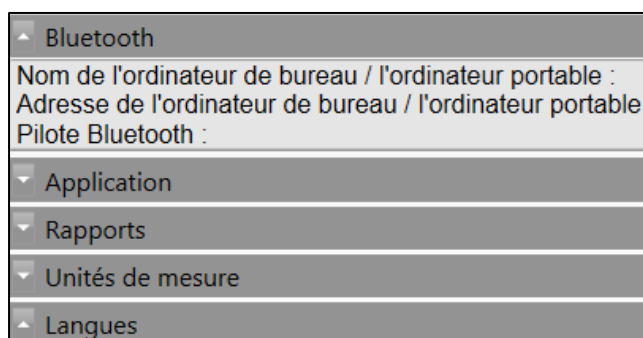 Bluetooth
Nom de l'ordinateur de bureau / l'ordinateur portable :
Adresse de l'ordinateur de bureau / l'ordinateur portable
Pilote Bluetooth :
Application
Rapports
Unités de mesure
Langues